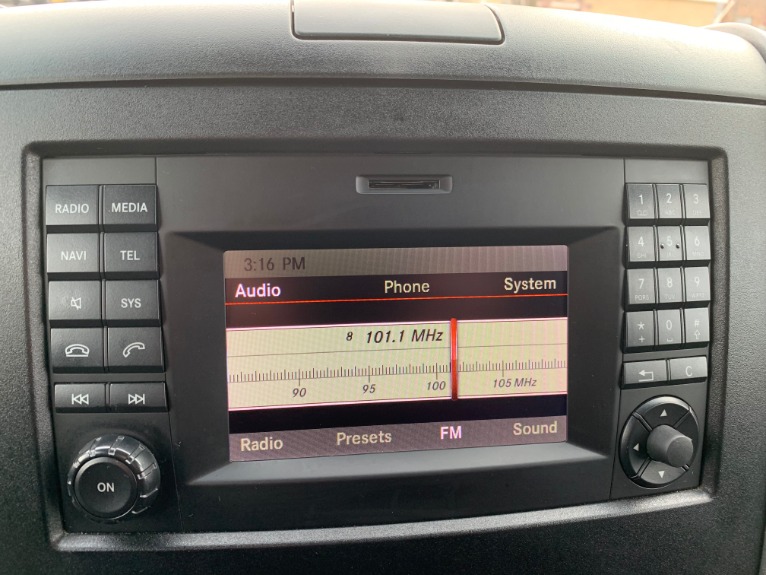 RADIO MEDIA
NAVI TEL
SYS
ON
3:16 PM
Audio Phone System
8 101.1 MHz
90 95 100 105 MHz
Radio Presets FM Sound
1 2 3
4 5 6
7 8 9
PQRS
* 0 #
+
C